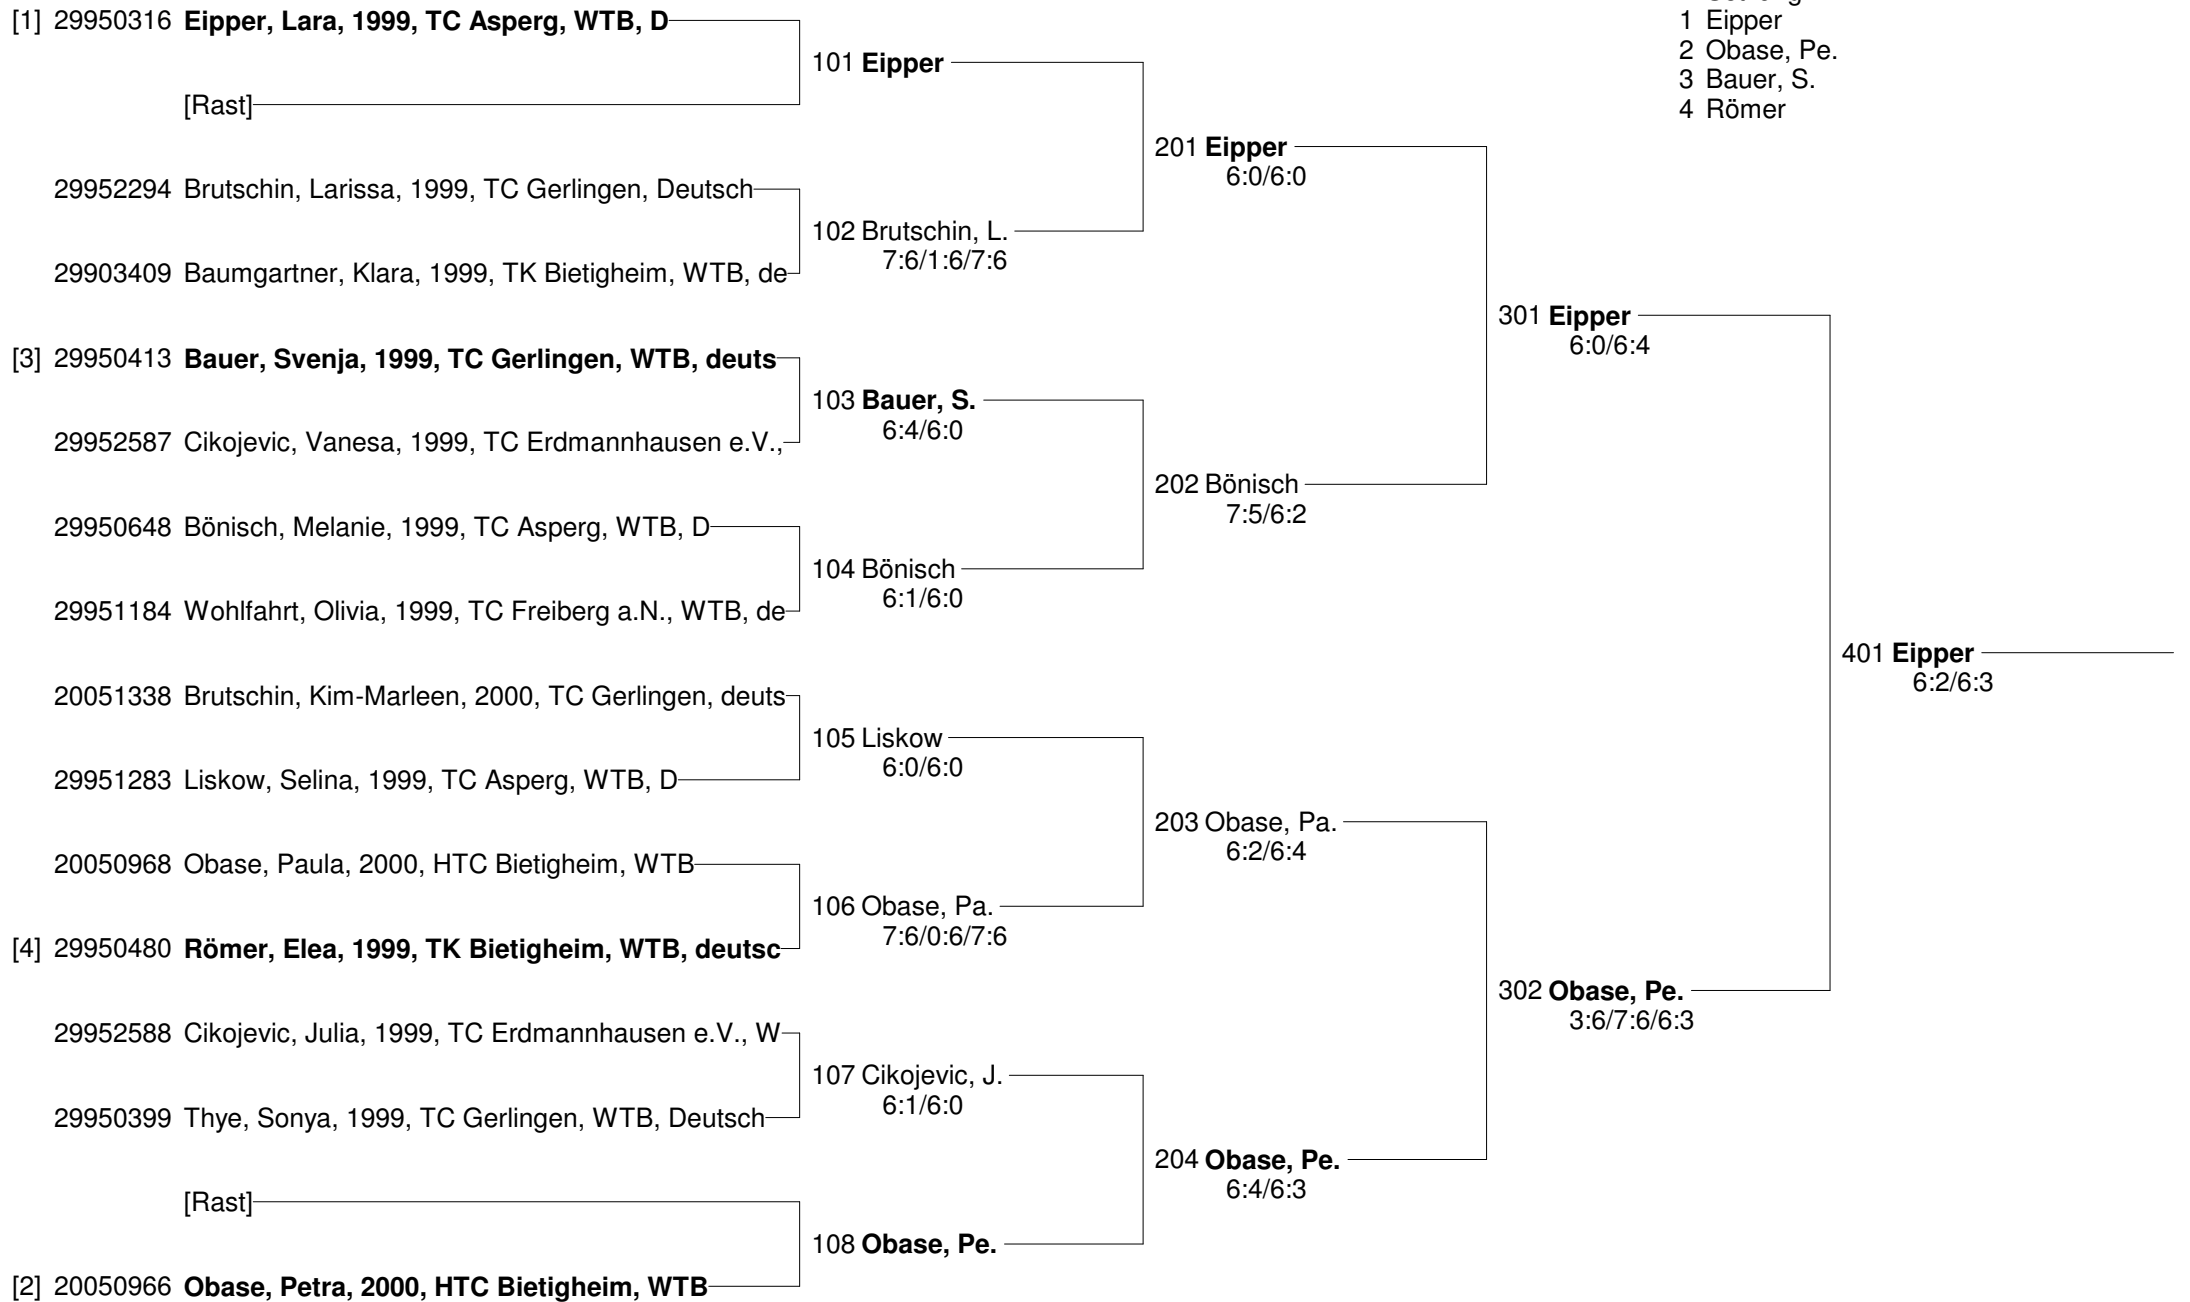 [1] 29950316 Eipper, Lara, 1999, TC Asperg, WTB, D
[Rast]
29952294 Brutschin, Larissa, 1999, TC Gerlingen, Deutsch
29903409 Baumgartner, Klara, 1999, TK Bietigheim, WTB, de
[3] 29950413 Bauer, Svenja, 1999, TC Gerlingen, WTB, deuts
29952587 Cikojevic, Vanesa, 1999, TC Erdmannhausen e.V.,
29950648 Bönisch, Melanie, 1999, TC Asperg, WTB, D
29951184 Wohlfahrt, Olivia, 1999, TC Freiberg a.N., WTB, de
20051338 Brutschin, Kim-Marleen, 2000, TC Gerlingen, deuts
29951283 Liskow, Selina, 1999, TC Asperg, WTB, D
20050968 Obase, Paula, 2000, HTC Bietigheim, WTB
[4] 29950480 Römer, Elea, 1999, TK Bietigheim, WTB, deutsc
29952588 Cikojevic, Julia, 1999, TC Erdmannhausen e.V., W
29950399 Thye, Sonya, 1999, TC Gerlingen, WTB, Deutsch
[Rast]
[2] 20050966 Obase, Petra, 2000, HTC Bietigheim, WTB
101 Eipper
102 Brutschin, L.
7:6/1:6/7:6
103 Bauer, S.
6:4/6:0
104 Bönisch
6:1/6:0
105 Liskow
6:0/6:0
106 Obase, Pa.
7:6/0:6/7:6
107 Cikojevic, J.
6:1/6:0
108 Obase, Pe.
201 Eipper
6:0/6:0
202 Bönisch
7:5/6:2
203 Obase, Pa.
6:2/6:4
204 Obase, Pe.
6:4/6:3
301 Eipper
6:0/6:4
302 Obase, Pe.
3:6/7:6/6:3
401 Eipper
6:2/6:3
1 Eipper
2 Obase, Pe.
3 Bauer, S.
4 Römer